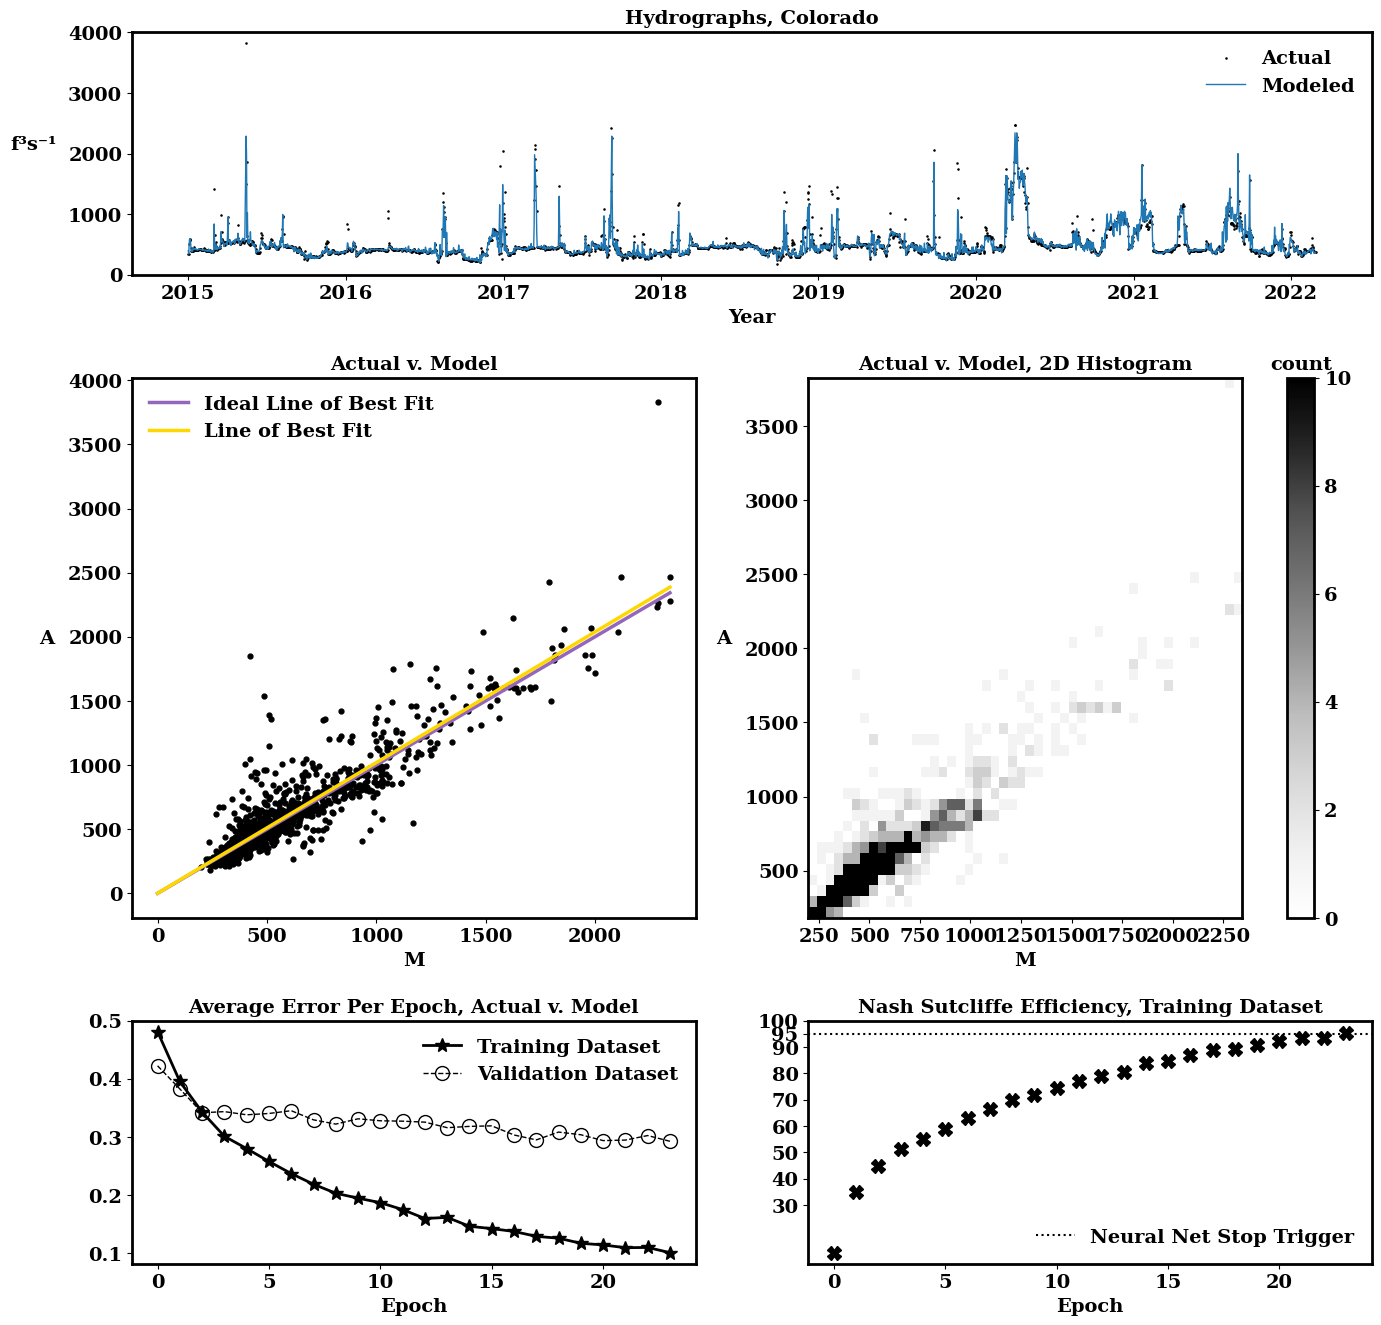 Hydrographs, Colorado
4000
3000
f³s⁻¹
2000
1000
0
Actual
Modeled
2015 2016 2017 2018 2019 2020 2021 2022
Year
Actual v. Model
4000
3500
3000
2500
2000
A
1500
1000
500
0
Ideal Line of Best Fit
Line of Best Fit
0 500 1000 1500 2000
M
Actual v. Model, 2D Histogram
3500
3000
2500
2000
A
1500
1000
500
250 500 750 1000 1250 1500 1750 2000 2250
M
count
10
8
6
4
2
0
Average Error Per Epoch, Actual v. Model
0.5
0.4
0.3
0.2
0.1
Training Dataset
Validation Dataset
0 5 10 15 20
Epoch
Nash Sutcliffe Efficiency, Training Dataset
100
95
90
80
70
60
50
40
30
Neural Net Stop Trigger
0 5 10 15 20
Epoch